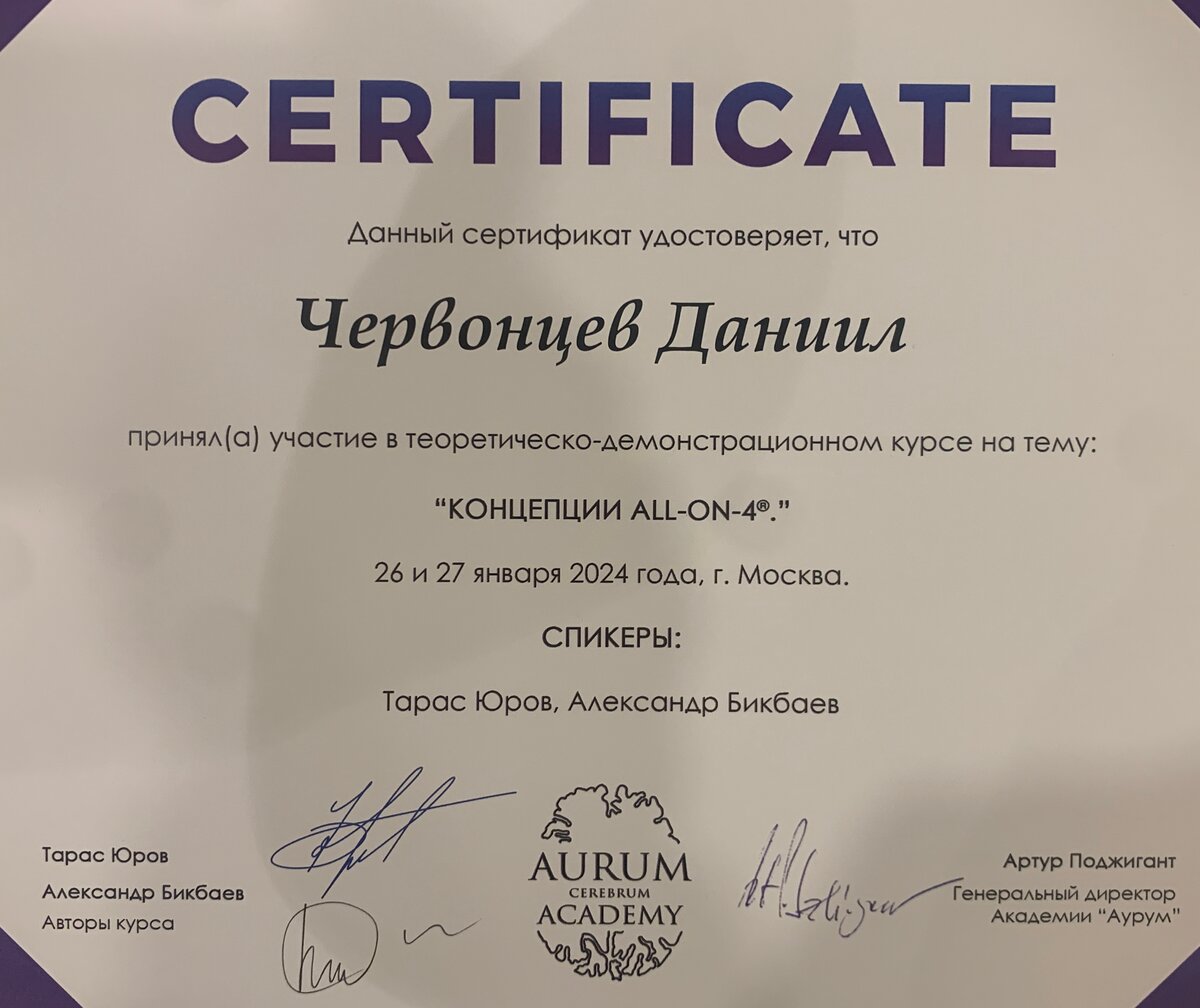 CERTIFICATE
Данный сертификат удостоверяет, что
Червонцев Даниил
принял(а) участие в теоретическо-демонстрационном курсе на тему:
“КОНЦЕПЦИИ ALL-ON-4®.”
26 и 27 января 2024 года, г. Москва.
СПИКЕРЫ:
Тарас Юров, Александр Бикбаев
Тарас Юров
Александр Бикбаев
Авторы курса
AURUM
CEREBRUM
ACADEMY
Артур Поджигант
Генеральный директор
Академии “Аурум”